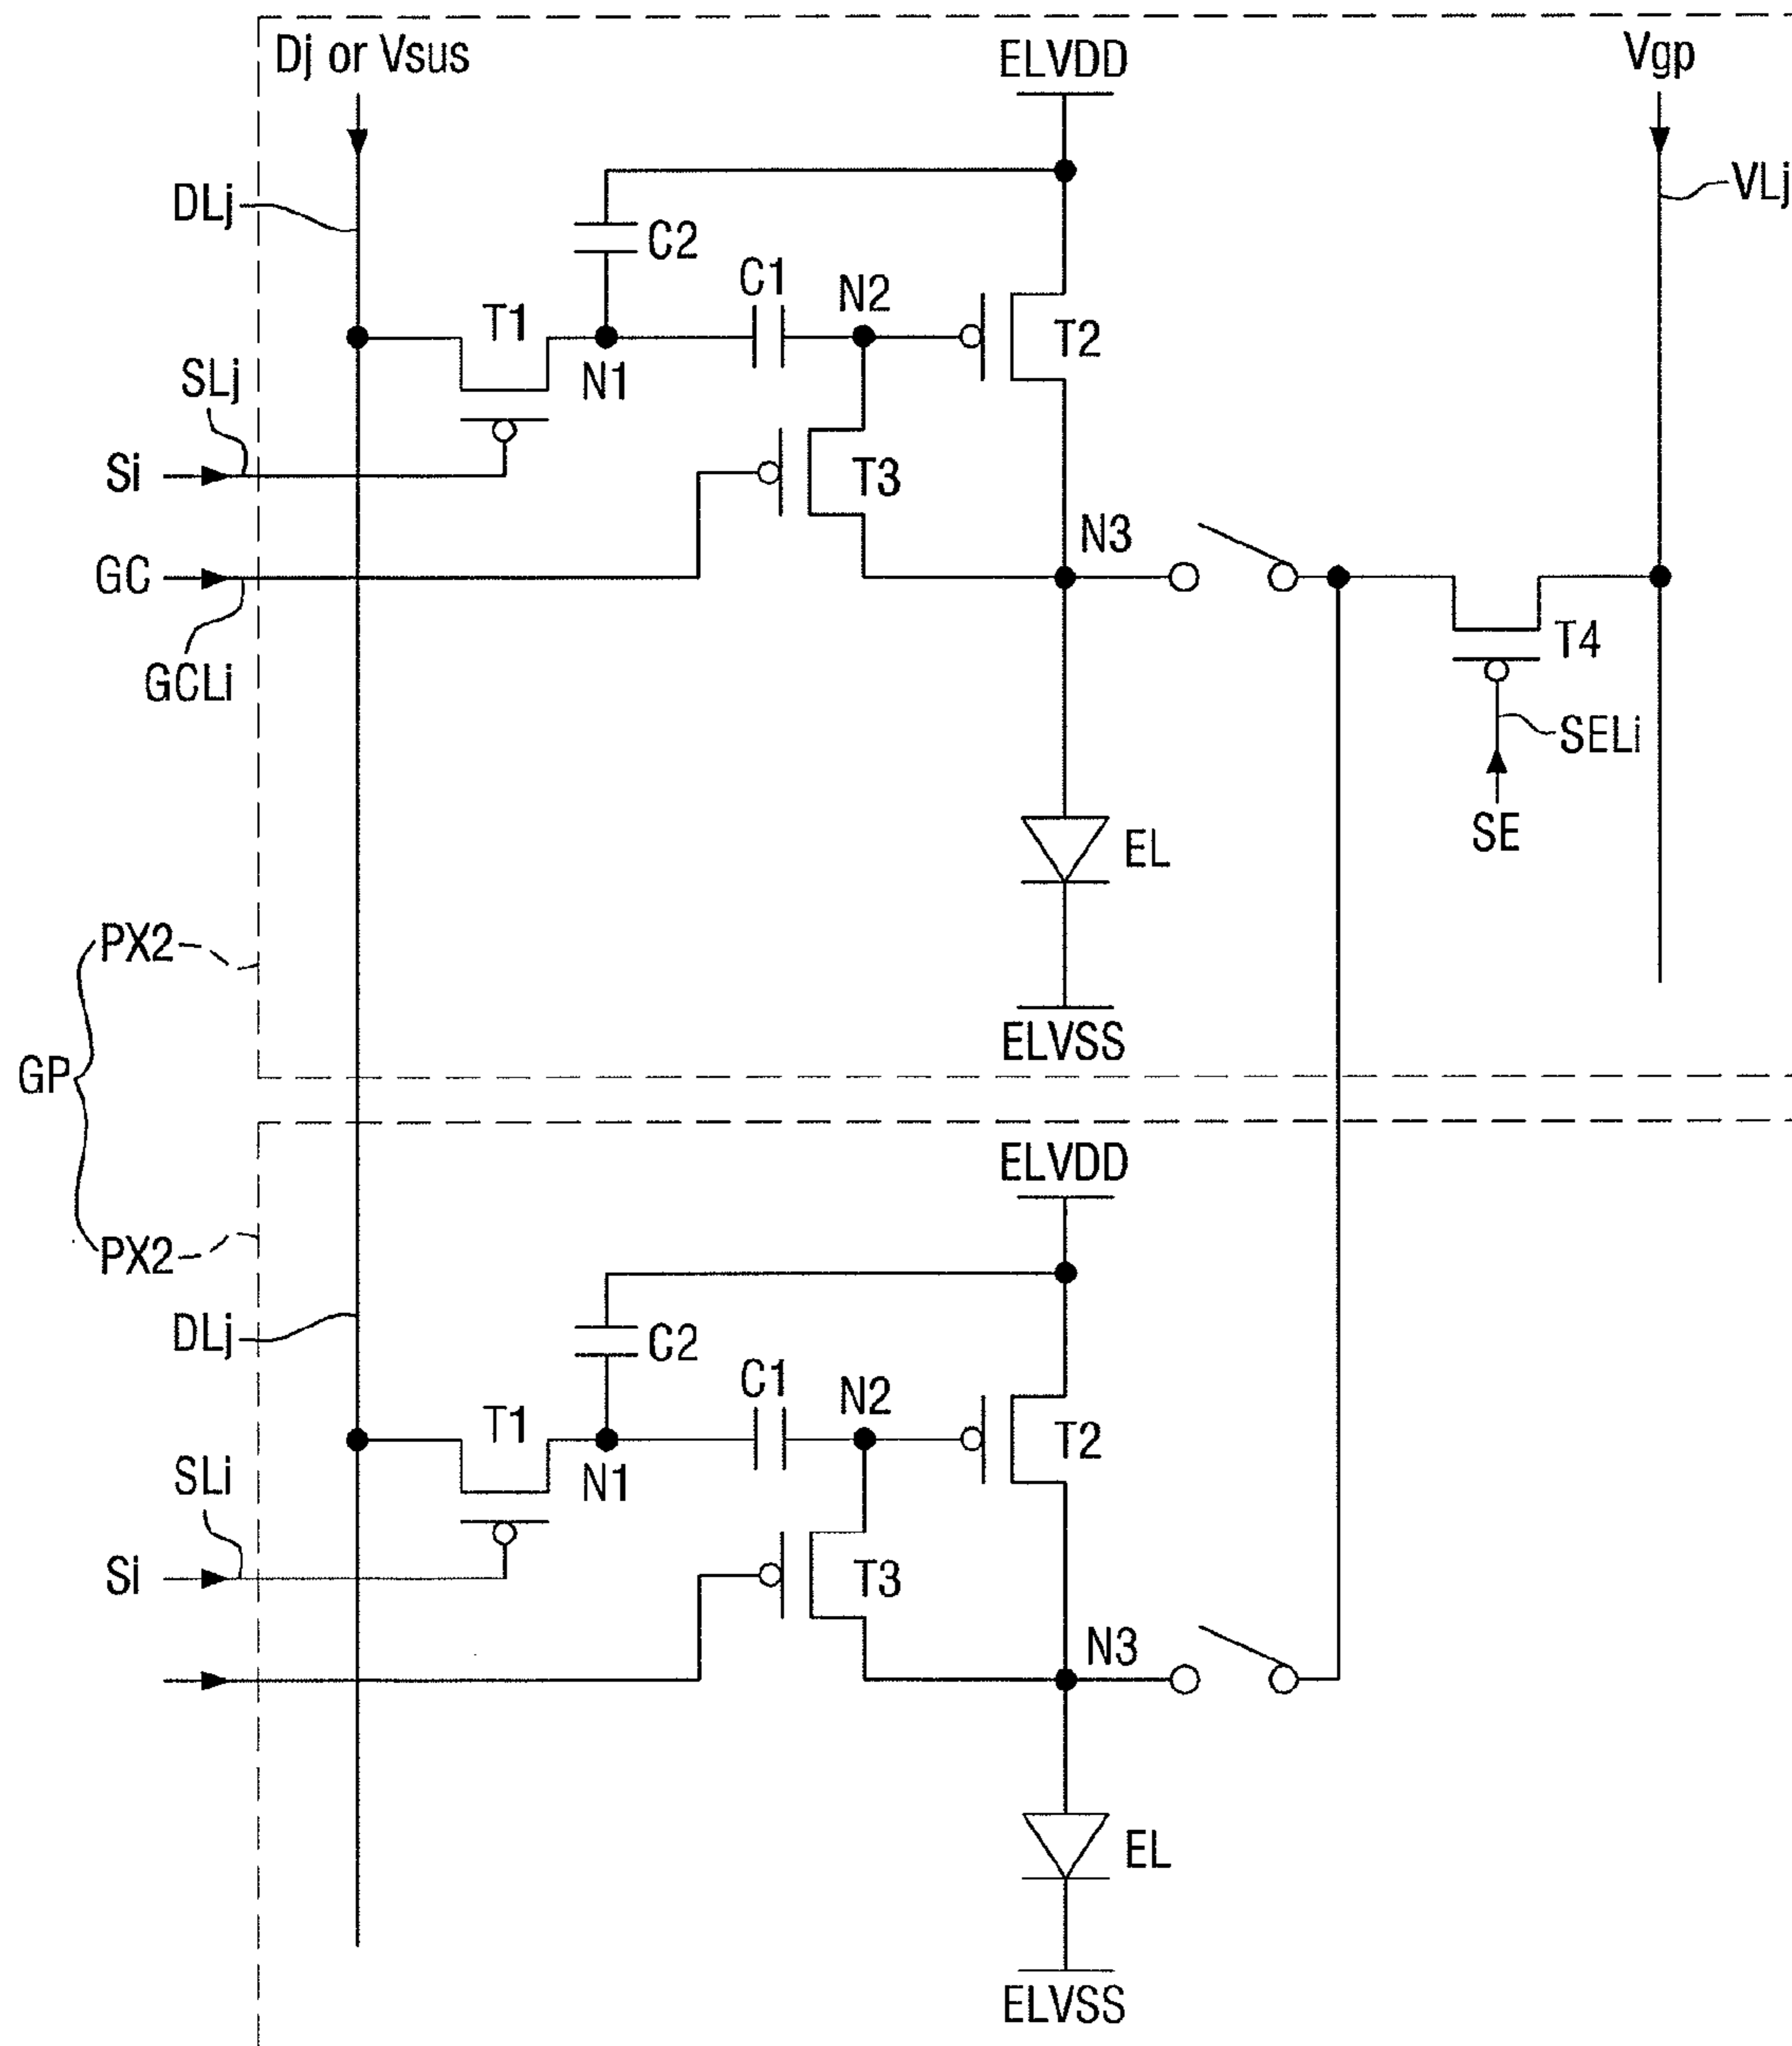 Dj or Vsus
ELVDD
Vgp
DLj
VLj
C2
C1
N2
T1
T2
SLj
N1
Si
T3
N3
GC
T4
GCLi
SELi
SE
EL
PX2
ELVSS
GP
ELVDD
PX2
DLj
C2
C1
N2
T1
T2
SLi
N1
Si
T3
N3
EL
ELVSS